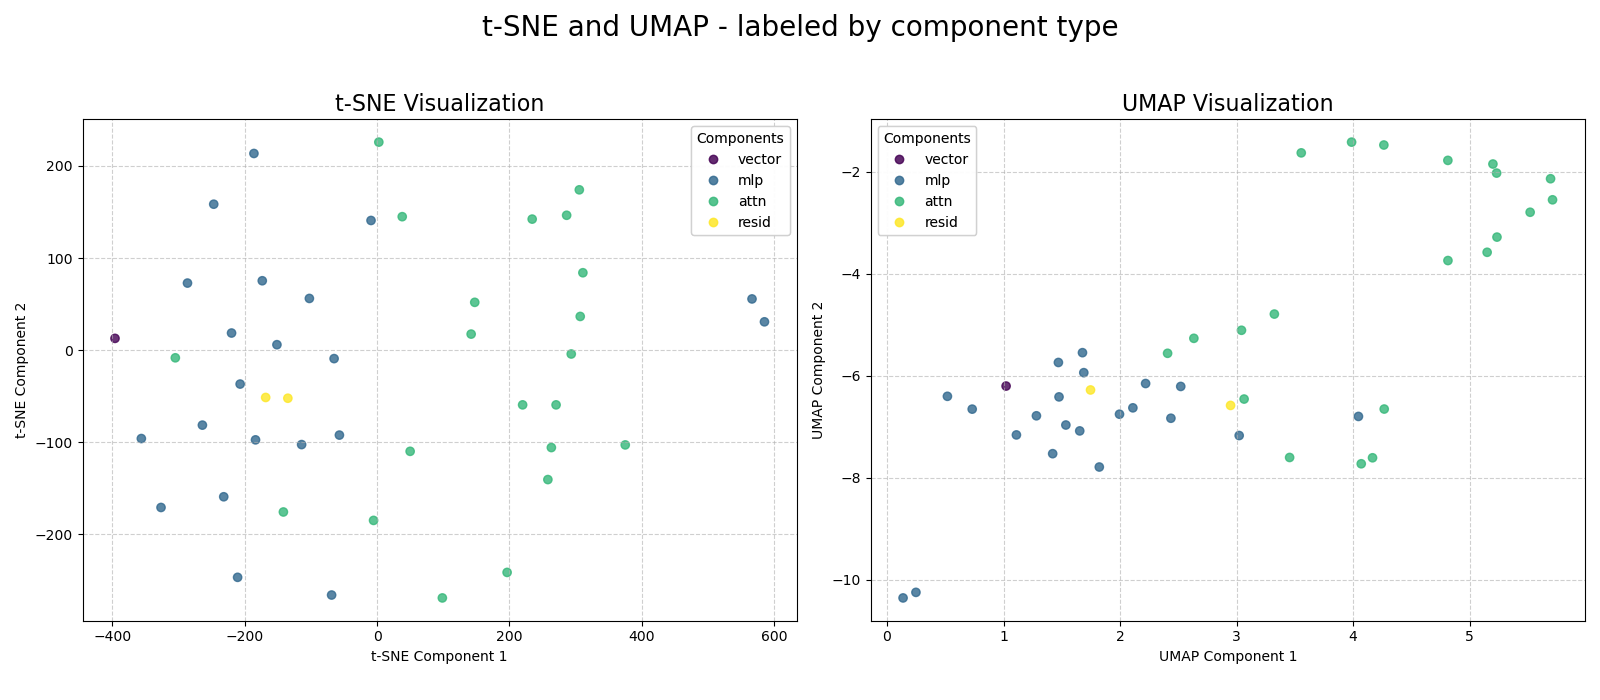 t-SNE and UMAP - labeled by component type
t-SNE Visualization
Components
vector
mlp
attn
resid
200
100
0
−100
−200
t-SNE Component 2
−400
−200
0
200
400
600
t-SNE Component 1
UMAP Visualization
Components
vector
mlp
attn
resid
−2
−4
−6
−8
−10
UMAP Component 2
0
1
2
3
4
5
UMAP Component 1